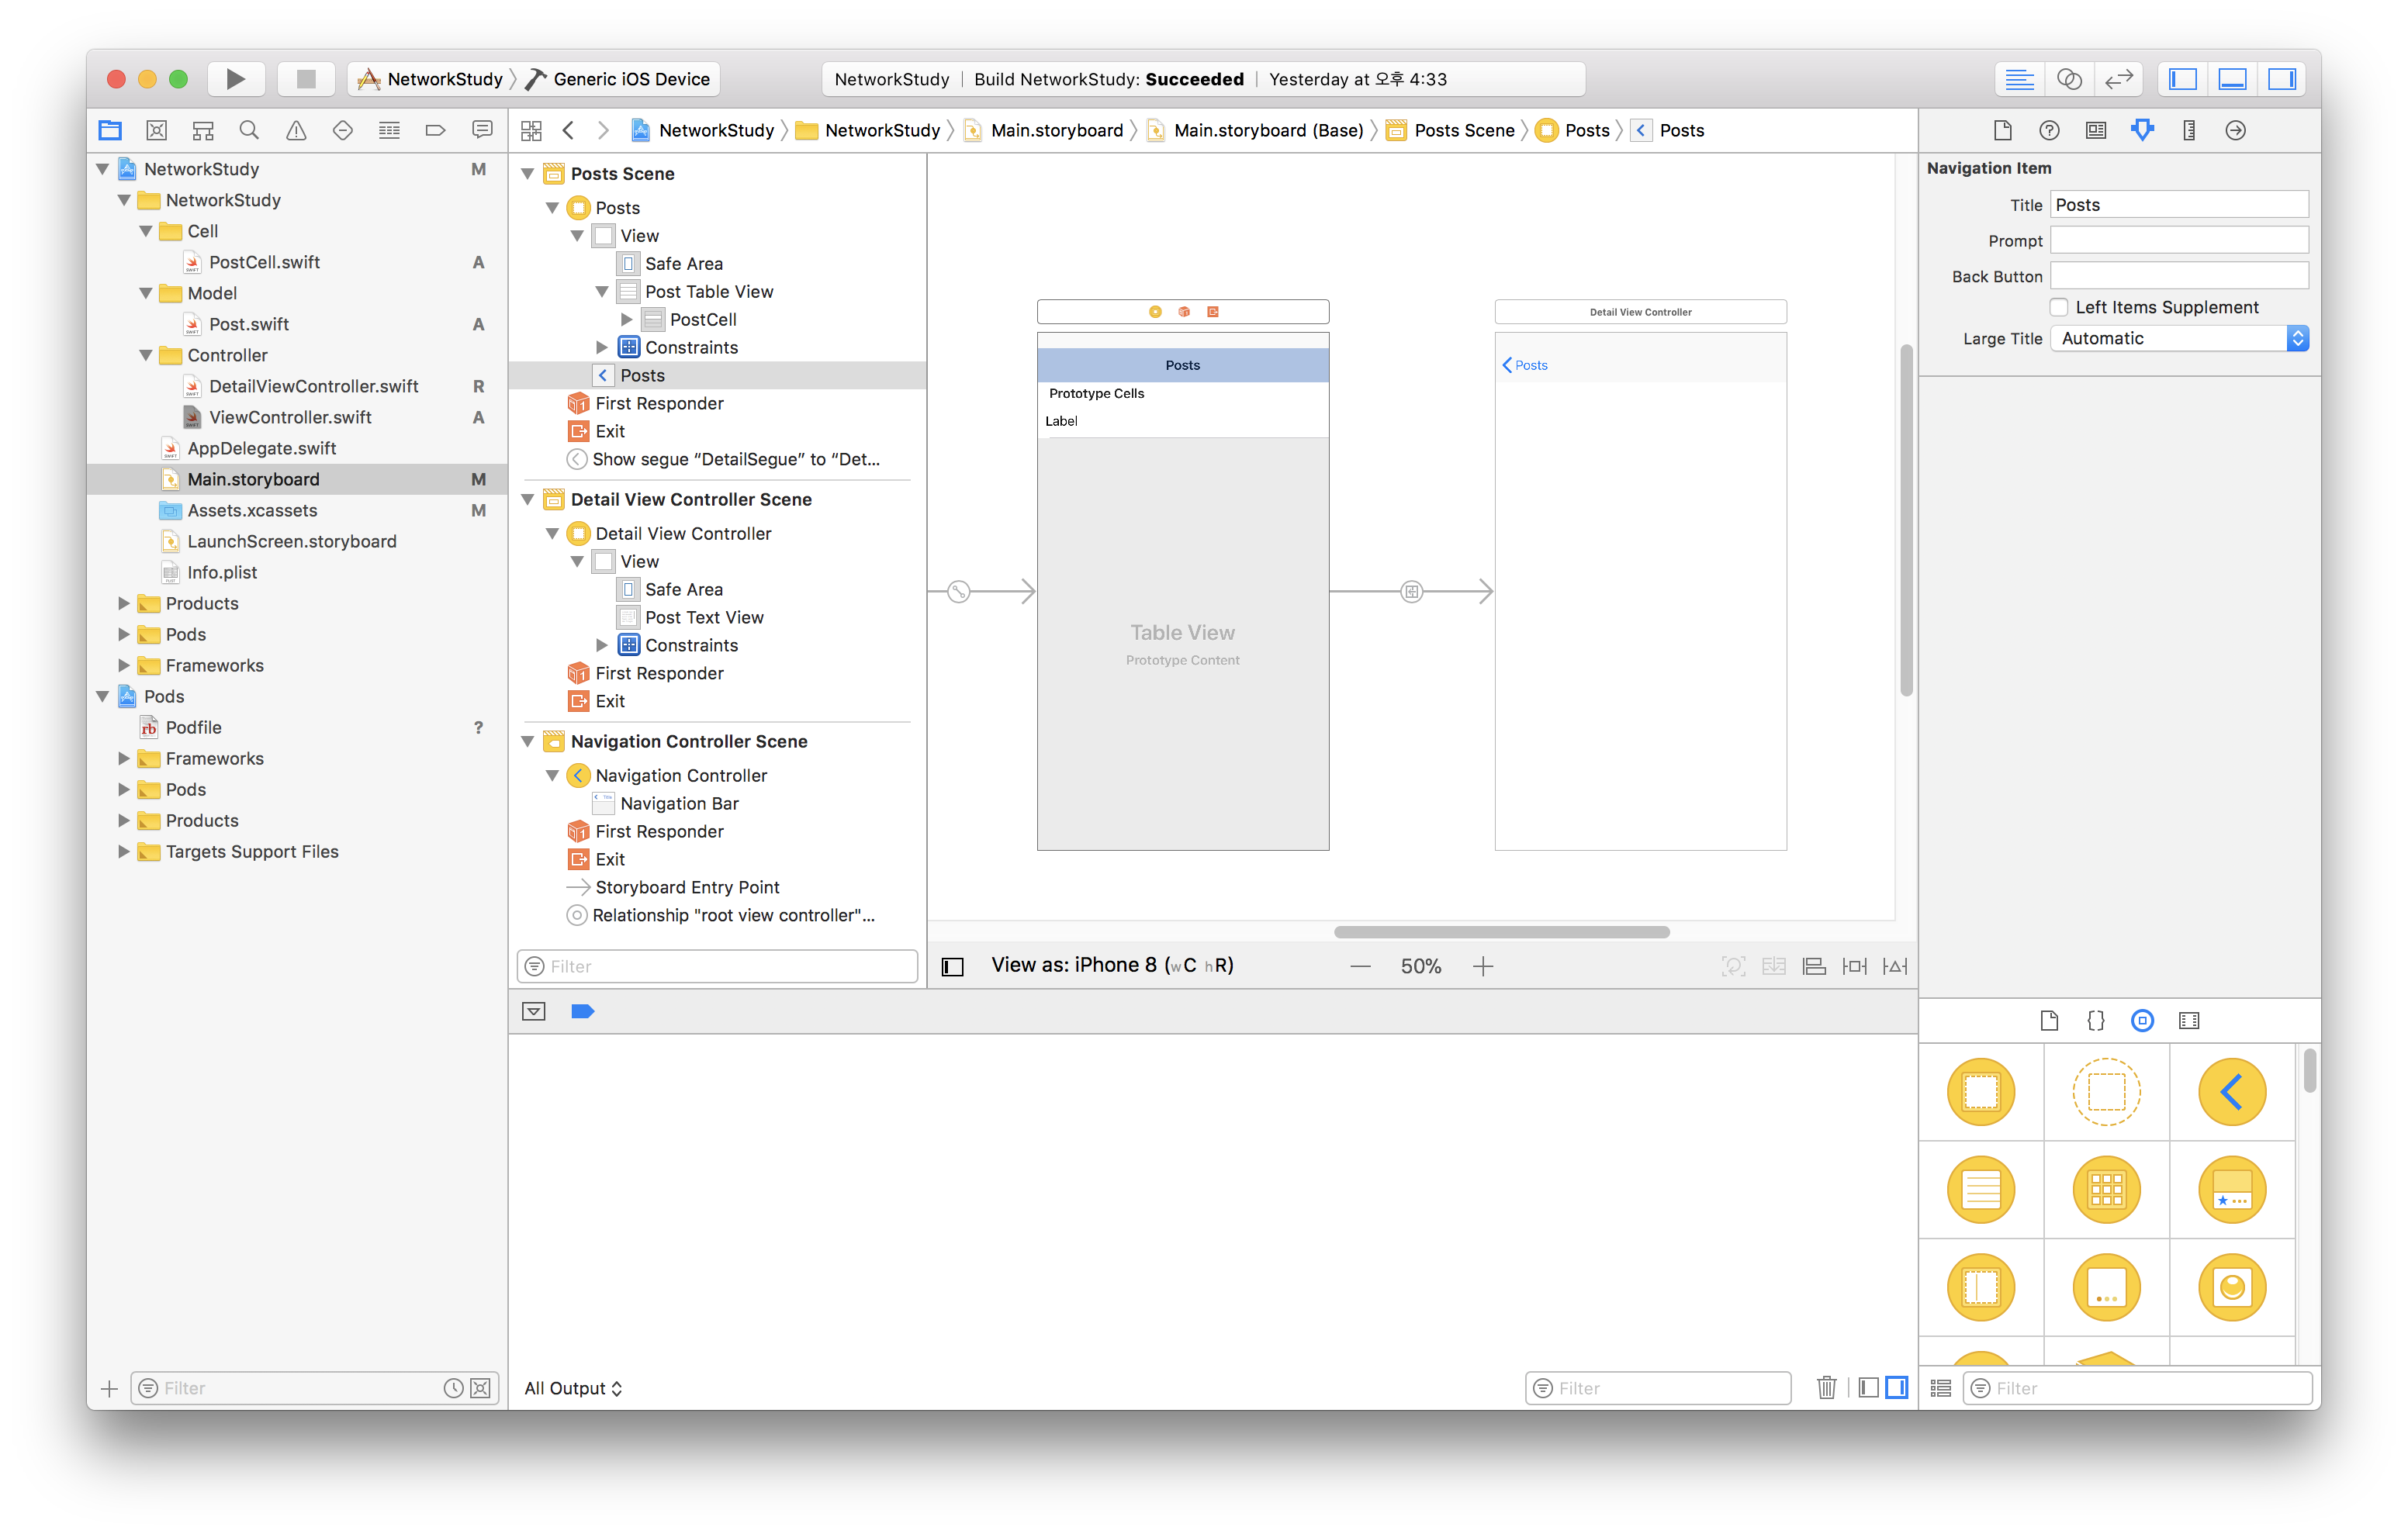 NetworkStudy Generic iOS Device
NetworkStudy Build NetworkStudy: Succeeded Yesterday at 오후 4:33
NetworkStudy M
NetworkStudy
Cell
PostCell.swift A
Model
Post.swift A
Controller
DetailViewController.swift R
ViewController.swift A
AppDelegate.swift
Main.storyboard M
Assets.xcassets M
LaunchScreen.storyboard
Info.plist
Products
Pods
Frameworks
Pods
Podfile ?
Frameworks
Pods
Products
Targets Support Files
Filter
NetworkStudy NetworkStudy Main.storyboard Main.storyboard (Base) Posts Scene Posts Posts
Posts Scene
Posts
View
Safe Area
Post Table View
PostCell
Constraints
Posts
First Responder
Exit
Show segue “DetailSegue” to “Det...
Detail View Controller Scene
Detail View Controller
View
Safe Area
Post Text View
Constraints
First Responder
Exit
Navigation Controller Scene
Navigation Controller
Navigation Bar
First Responder
Exit
Storyboard Entry Point
Relationship "root view controller"...
Filter
Posts
Prototype Cells
Label
Table View
Prototype Content
Detail View Controller
Posts
View as: iPhone 8 (wC hR)
50%
All Output
Filter
Navigation Item
Title Posts
Prompt
Back Button
Left Items Supplement
Large Title Automatic
Filter